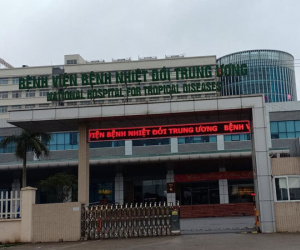 BỆNH VIỆN BỆNH NHIỆT ĐỚI TRUNG ƯƠNG
NATIONAL HOSPITAL FOR TROPICAL DISEASES
VIỆN BỆNH NHIỆT ĐỚI TRUNG ƯƠNG BỆNH V